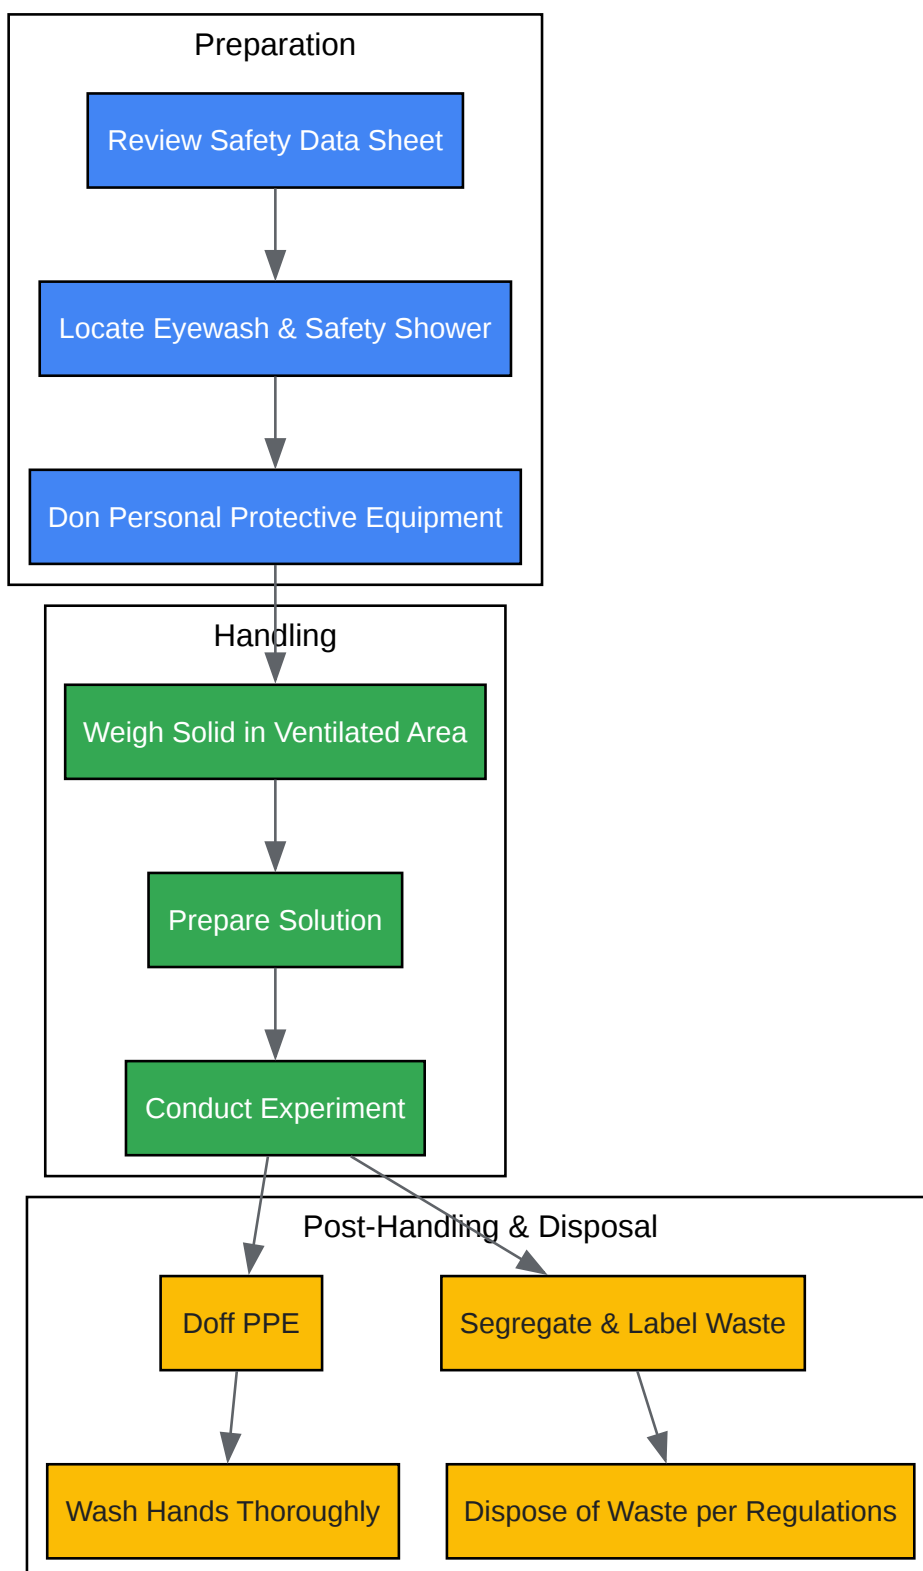 Preparation
Review Safety Data Sheet
Locate Eyewash & Safety Shower
Don Personal Protective Equipment
Handling
Weigh Solid in Ventilated Area
Prepare Solution
Conduct Experiment
Post-Handling & Disposal
Doff PPE
Segregate & Label Waste
Wash Hands Thoroughly
Dispose of Waste per Regulations